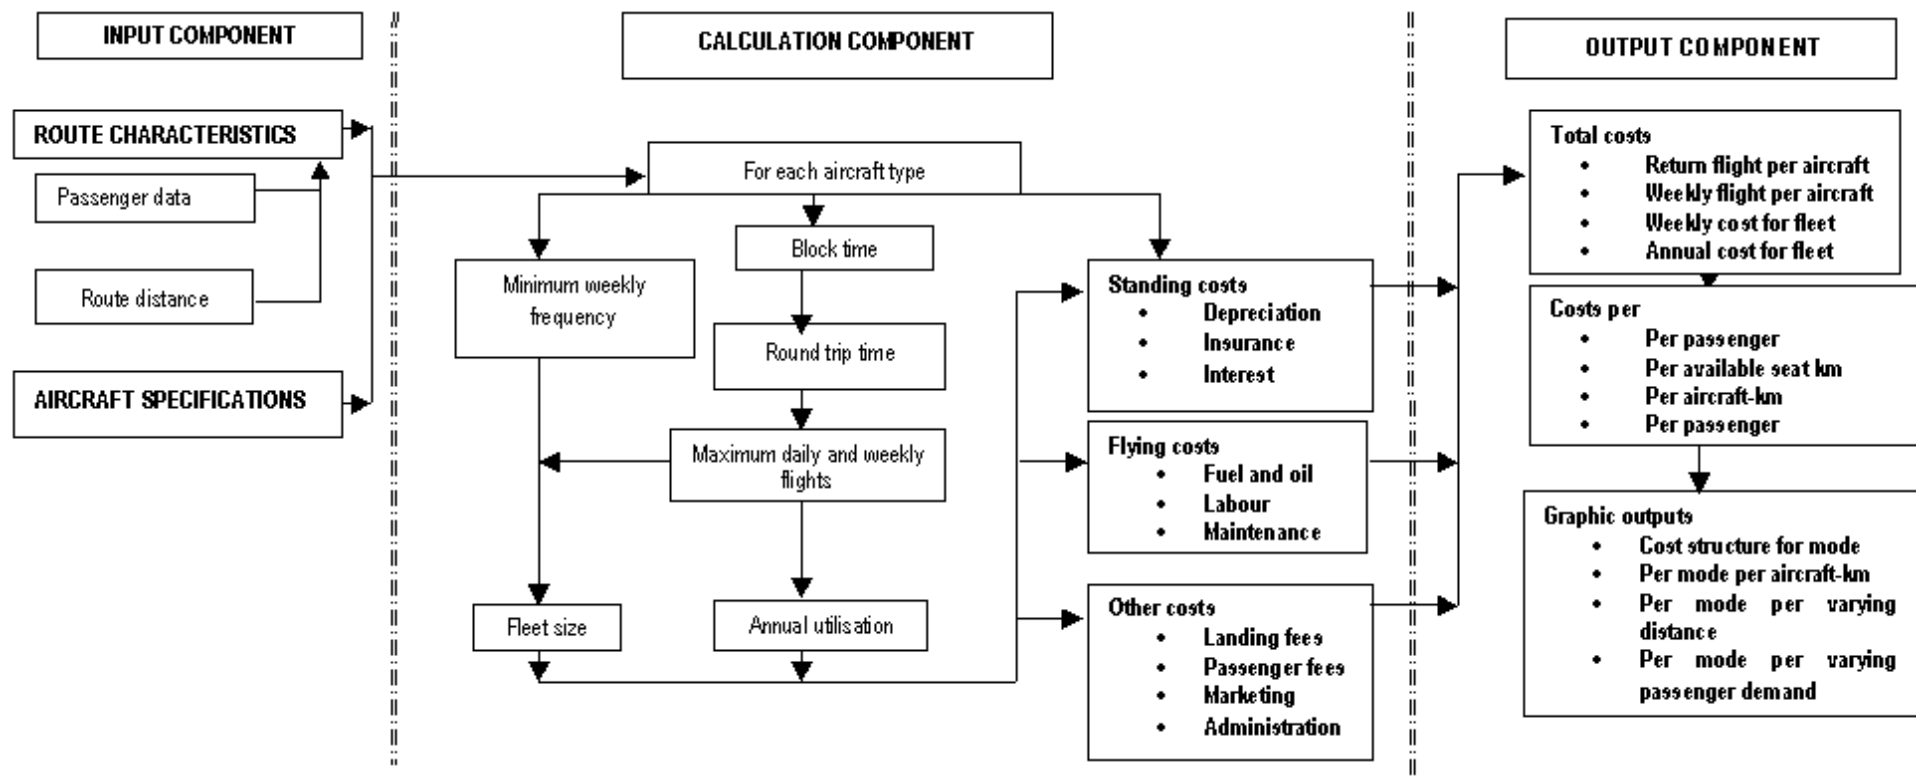 INPUT COMPONENT
ROUTE CHARACTERISTICS
Passenger data
Route distance
AIRCRAFT SPECIFICATIONS
CALCULATION COMPONENT
For each aircraft type
Minimum weekly
frequency
Block time
Round trip time
Maximum daily and weekly
flights
Fleet size
Annual utilisation
Standing costs
• Depreciation
• Insurance
• Interest
Flying costs
• Fuel and oil
• Labour
• Maintenance
Other costs
• Landing fees
• Passenger fees
• Marketing
• Administration
OUTPUT COMPONENT
Total costs
• Return flight per aircraft
• Weekly flight per aircraft
• Weekly cost for fleet
• Annual cost for fleet
Costs per
• Per passenger
• Per available seat km
• Per aircraft-km
• Per passenger
Graphic outputs
• Cost structure for mode
• Per mode per aircraft-km
• Per mode per varying
distance
• Per mode per varying
passenger demand